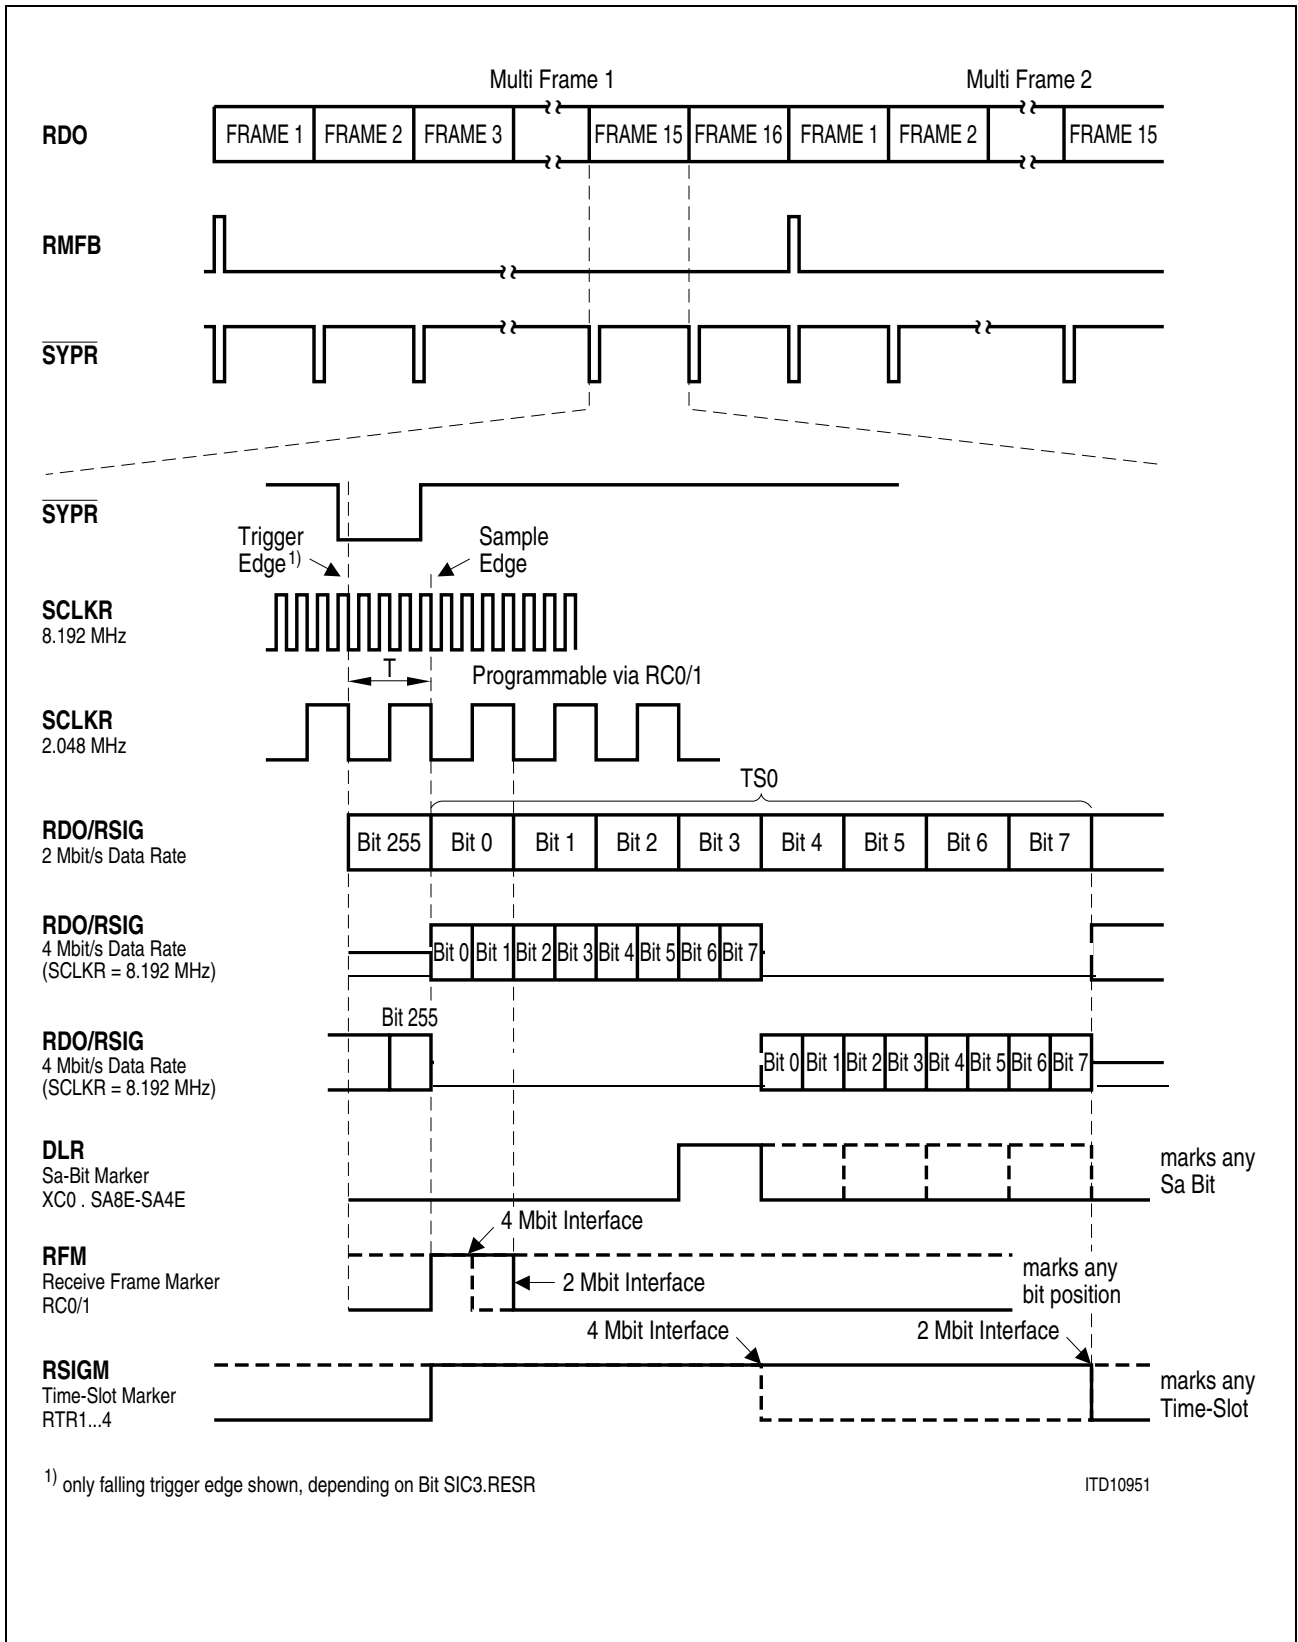 Multi Frame 1 Multi Frame 2
RDO FRAME 1 FRAME 2 FRAME 3 FRAME 15 FRAME 16 FRAME 1 FRAME 2 FRAME 15
RMFB
SYPR
SYPR
Trigger
Edge 1)
Sample
Edge
SCLKR
8.192 MHz
T Programmable via RC0/1
SCLKR
2.048 MHz
TS0
RDO/RSIG
2 Mbit/s Data Rate
Bit 255 Bit 0 Bit 1 Bit 2 Bit 3 Bit 4 Bit 5 Bit 6 Bit 7
RDO/RSIG
4 Mbit/s Data Rate
(SCLKR = 8.192 MHz)
Bit 0 Bit 1 Bit 2 Bit 3 Bit 4 Bit 5 Bit 6 Bit 7
Bit 255
RDO/RSIG
4 Mbit/s Data Rate
(SCLKR = 8.192 MHz)
Bit 0 Bit 1 Bit 2 Bit 3 Bit 4 Bit 5 Bit 6 Bit 7
DLR
Sa-Bit Marker
XC0 . SA8E-SA4E
marks any
Sa Bit
4 Mbit Interface
RFM
Receive Frame Marker
RC0/1
2 Mbit Interface
marks any
bit position
4 Mbit Interface 2 Mbit Interface
RSIGM
Time-Slot Marker
RTR1...4
marks any
Time-Slot
1) only falling trigger edge shown, depending on Bit SIC3.RESR
ITD10951